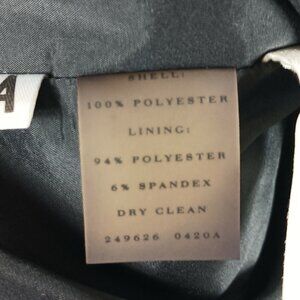 SHELL:
100% POLYESTER
LINING:
94% POLYESTER
6% SPANDEX
DRY CLEAN
249626 0420A
A